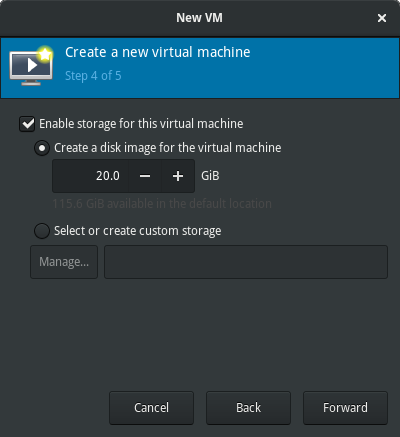 New VM
Create a new virtual machine
Step 4 of 5
Enable storage for this virtual machine
Create a disk image for the virtual machine
20.0 GiB
115.6 GiB available in the default location
Select or create custom storage
Manage...
Cancel Back Forward